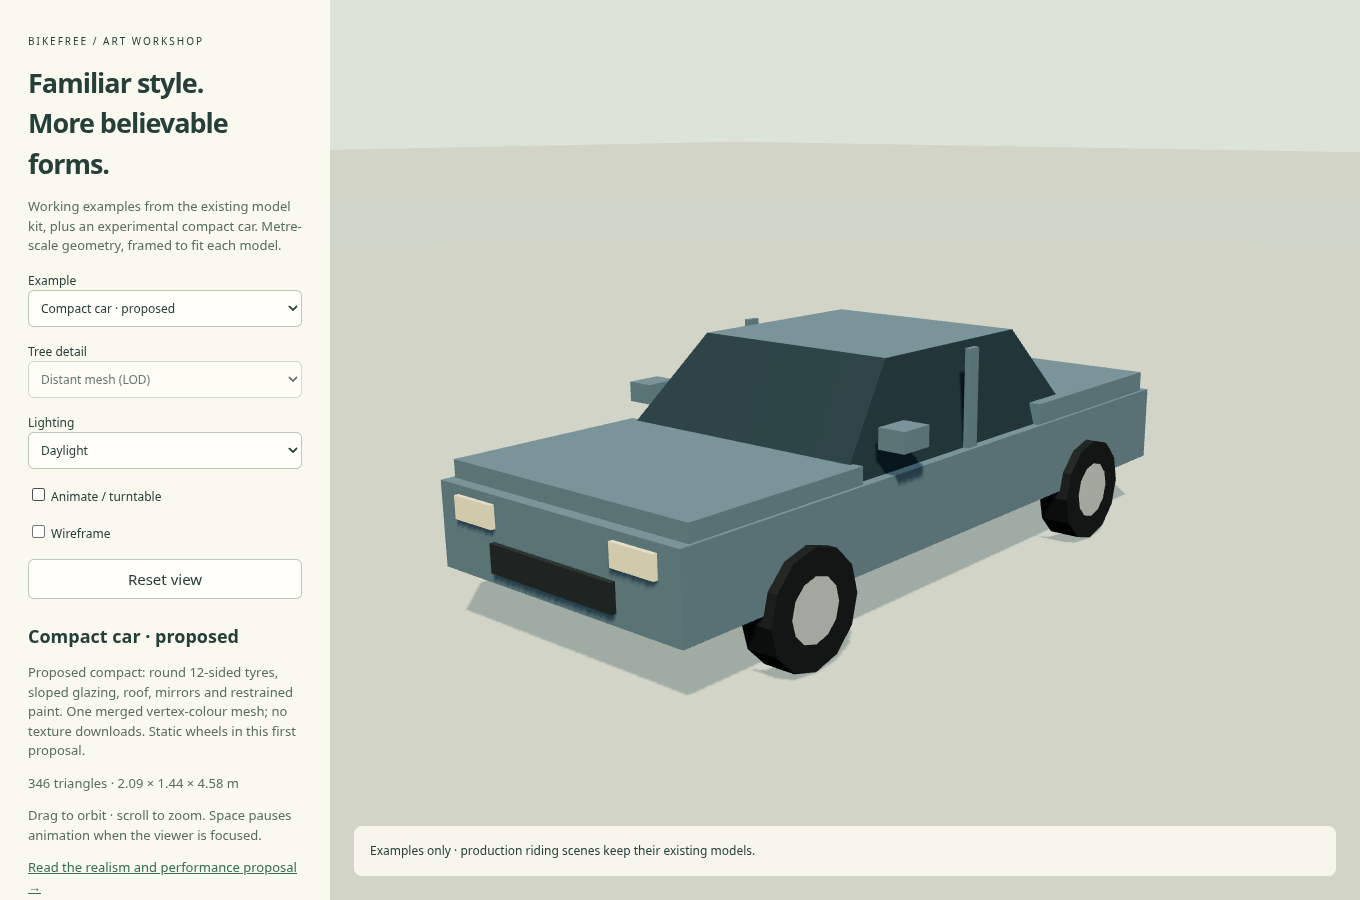 BIKEFREE / ART WORKSHOP
Familiar style.
More believable
forms.
Working examples from the existing model
kit, plus an experimental compact car. Metre-
scale geometry, framed to fit each model.
Example
Compact car · proposed
Tree detail
Distant mesh (LOD)
Lighting
Daylight
Animate / turntable
Wireframe
Reset view
Compact car · proposed
Proposed compact: round 12-sided tyres,
sloped glazing, roof, mirrors and restrained
paint. One merged vertex-colour mesh; no
texture downloads. Static wheels in this first
proposal.
346 triangles · 2.09 × 1.44 × 4.58 m
Drag to orbit · scroll to zoom. Space pauses
animation when the viewer is focused.
Read the realism and performance proposal
→
Examples only · production riding scenes keep their existing models.